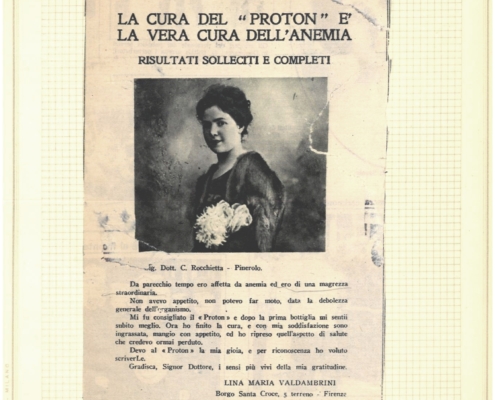 LA CURA DEL "PROTON" E'
LA VERA CURA DELL'ANEMIA
RISULTATI SOLLECITI E COMPLETI
Sig. Dott. C. Rocchietta - Pinerolo.
Da parecchio tempo ero affetta da anemia ed ero di una magrezza
straordinaria.
Non avevo appetito, non potevo far moto, data la debolezza
generale dell'organismo.
Mi fu consigliato il « Proton » e dopo la prima bottiglia mi sentii
subito meglio. Ora ho finito la cura, e con mia soddisfazione sono
ingrassata, mangio con appetito, ed ho ripreso quell'aspetto di salute
che credevo ormai perduto.
Devo al « Proton » la mia gioia, e per riconoscenza ho voluto
scriverLe.
Gradisca, Signor Dottore, i sensi più vivi della mia gratitudine.
LINA MARIA VALDAMBRINI
Borgo Santa Croce, 5 terreno - Firenze
MILANO